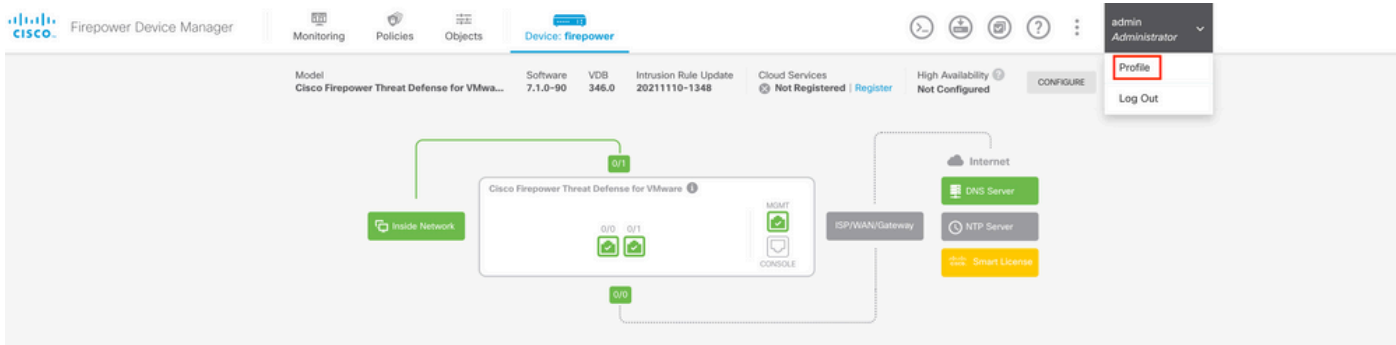 CISCO
Firepower Device Manager
Monitoring
Policies
Objects
Device: firepower
admin
Administrator
Profile
Log Out
Model
Cisco Firepower Threat Defense for VMwa...
Software
7.1.0-90
VDB
346.0
Intrusion Rule Update
20211110-1348
Cloud Services
Not Registered | Register
High Availability
Not Configured
CONFIGURE
0/1
Internet
Cisco Firepower Threat Defense for VMware
DNS Server
MGMT
Inside Network
0/0 0/1
ISP/WAN/Gateway
NTP Server
CONSOLE
Smart License
0/0